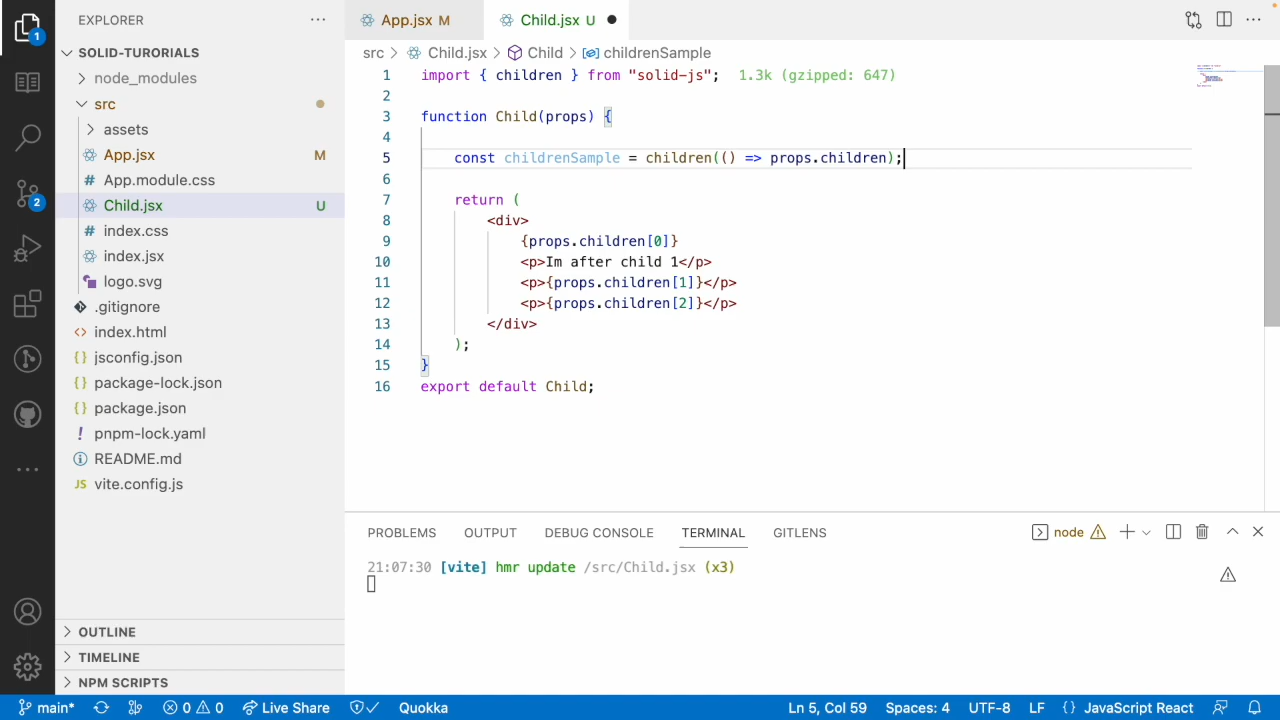 EXPLORER
SOLID-TURORIALS
node_modules
src
assets
App.jsx M
App.module.css
Child.jsx U
index.css
index.jsx
logo.svg
.gitignore
index.html
jsconfig.json
package-lock.json
package.json
pnpm-lock.yaml
README.md
JS vite.config.js
OUTLINE
TIMELINE
NPM SCRIPTS
1
2
App.jsx M
Child.jsx U
src > Child.jsx > Child > childrenSample
1 import { children } from "solid-js"; 1.3k (gzipped: 647)
2
3 function Child(props) {
4
5 const childrenSample = children(() => props.children);
6
7 return (
8 <div>
9 {props.children[0]}
10 <p>Im after child 1</p>
11 <p>{props.children[1]}</p>
12 <p>{props.children[2]}</p>
13 </div>
14 );
15 }
16 export default Child;
PROBLEMS OUTPUT DEBUG CONSOLE TERMINAL GITLENS
node
21:07:30 [vite] hmr update /src/Child.jsx (x3)
main* 0 0 Live Share Quokka Ln 5, Col 59 Spaces: 4 UTF-8 LF {} JavaScript React